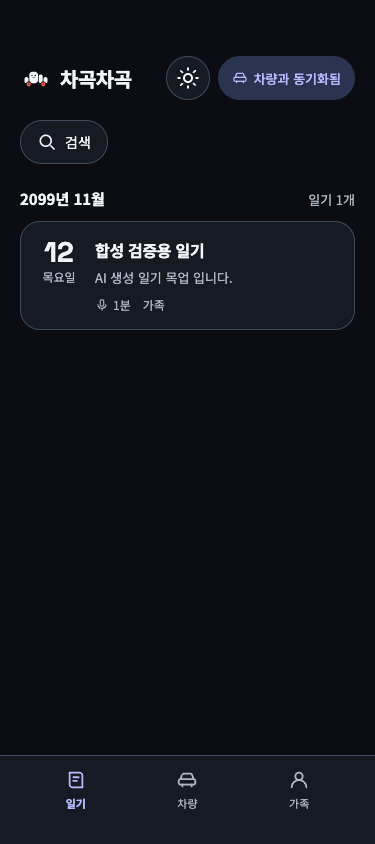 차곡차곡
차량과 동기화됨
검색
2099년 11월
일기 1개
12
합성 검증용 일기
목요일
AI 생성 일기 목업 입니다.
1분 가족
일기
차량
가족